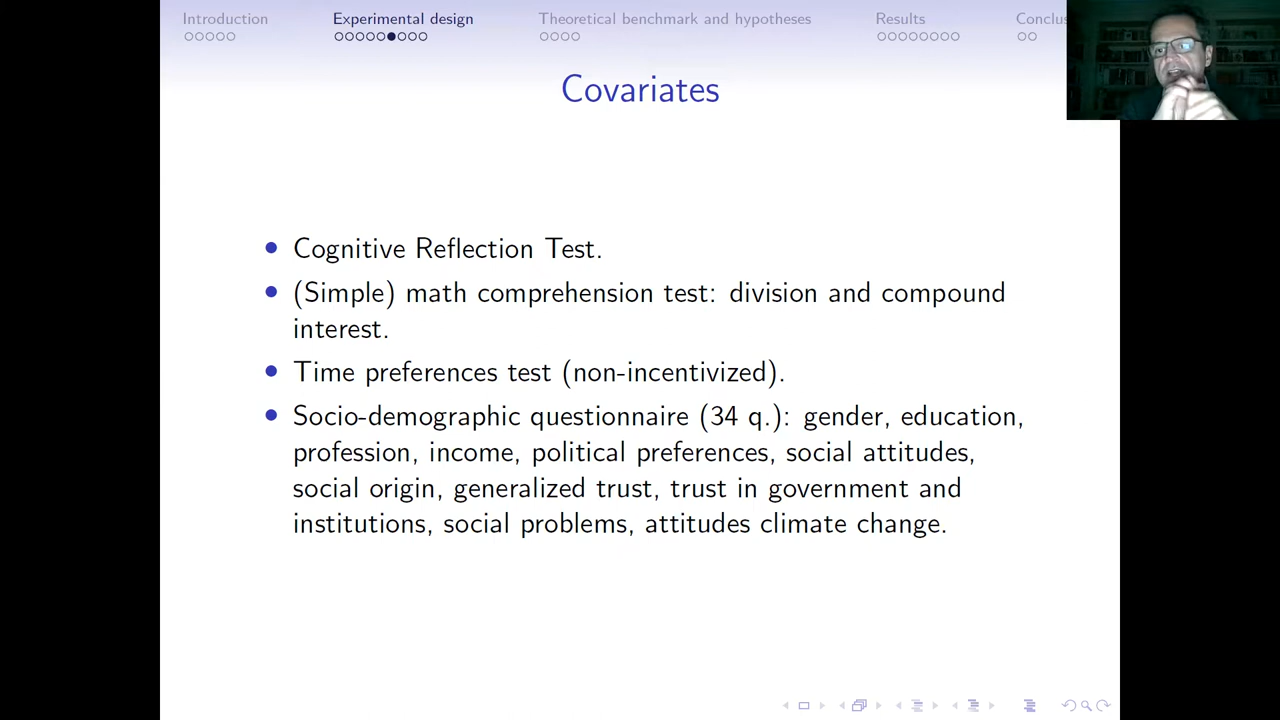 Introduction Experimental design Theoretical benchmark and hypotheses Results Conclus
Covariates
Cognitive Reflection Test.
(Simple) math comprehension test: division and compound
interest.
Time preferences test (non-incentivized).
Socio-demographic questionnaire (34 q.): gender, education,
profession, income, political preferences, social attitudes,
social origin, generalized trust, trust in government and
institutions, social problems, attitudes climate change.